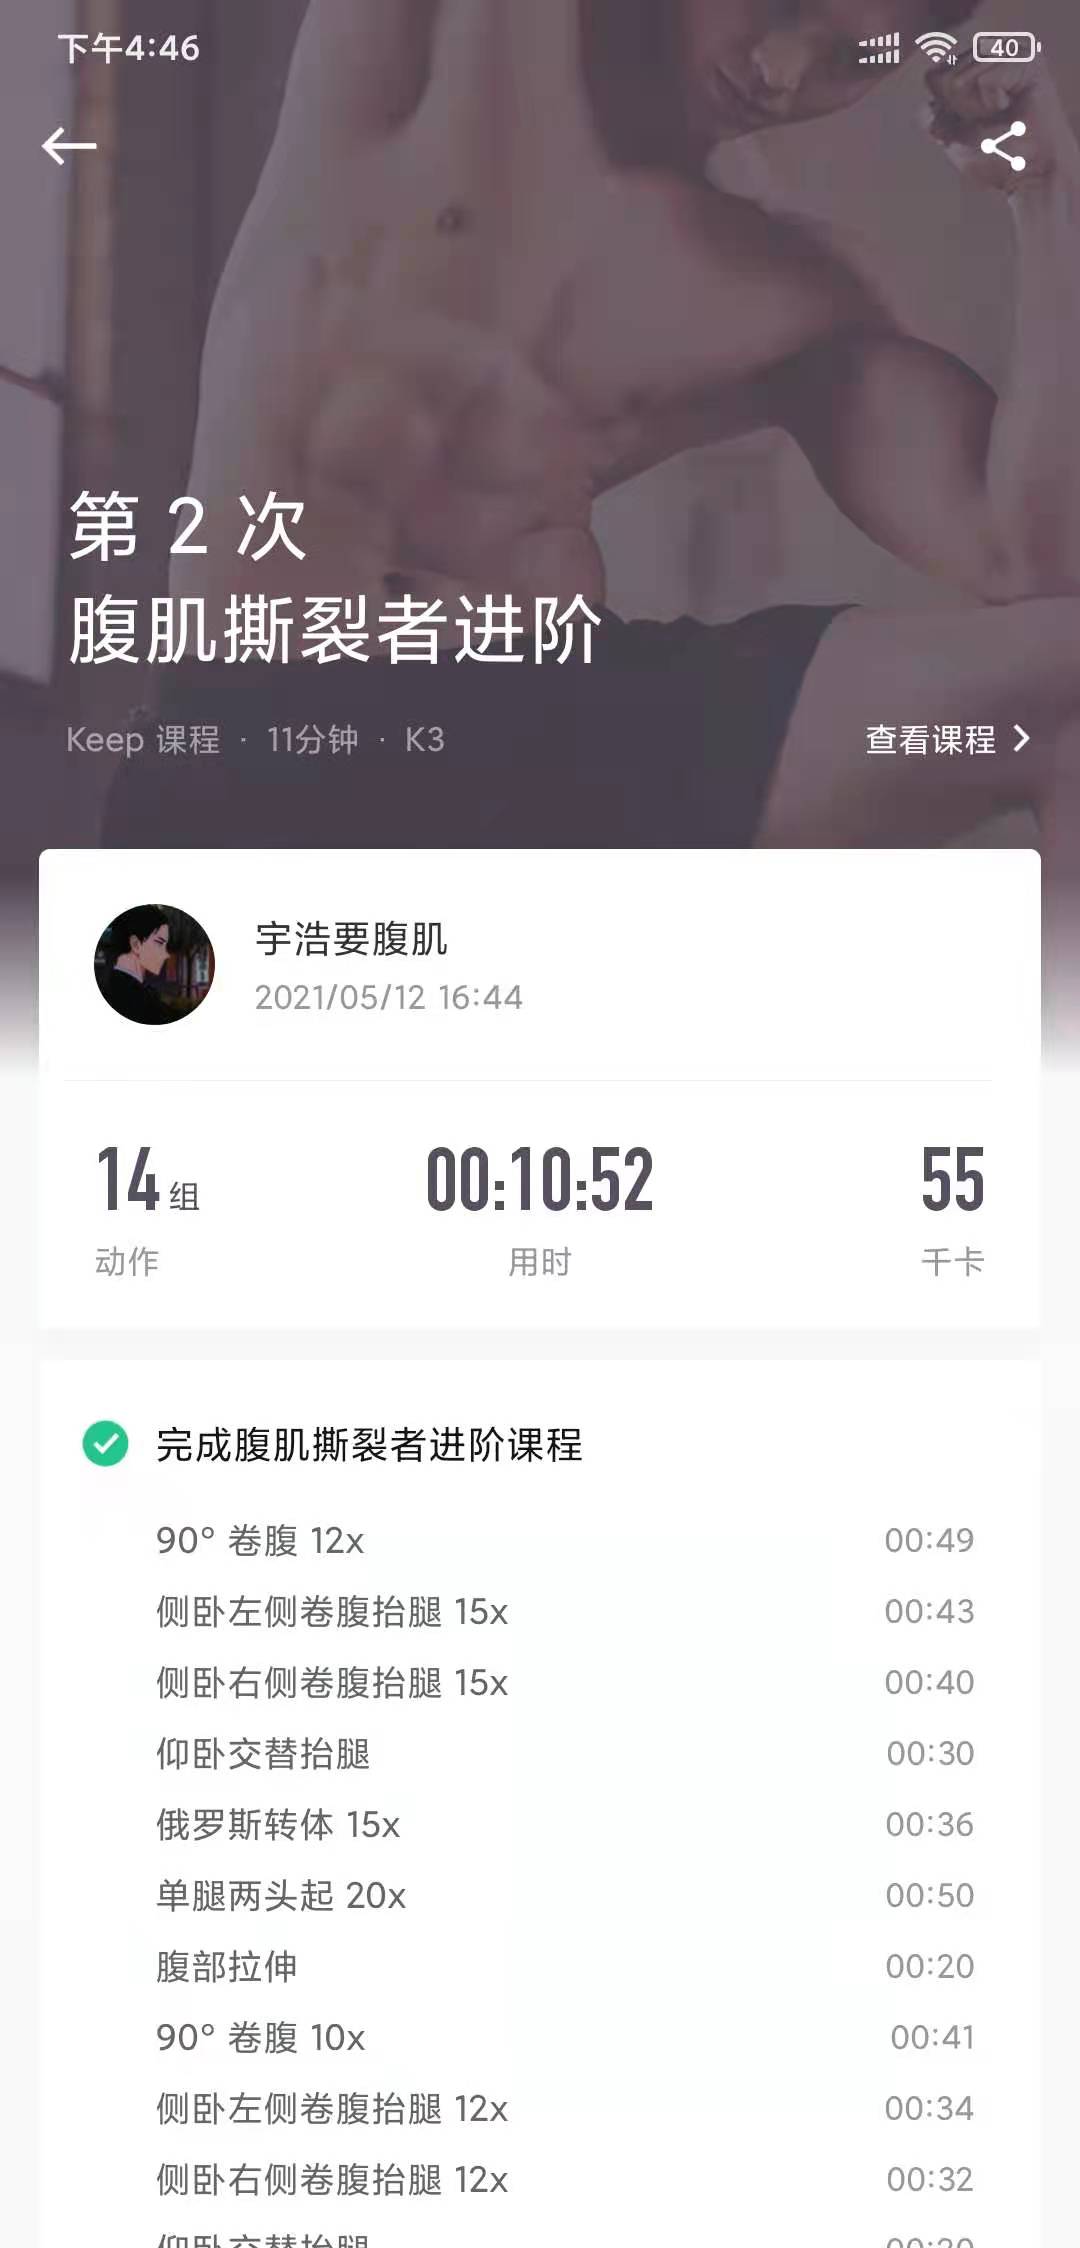 下午4:46
40
第 2 次
腹肌撕裂者进阶
Keep 课程 · 11分钟 · K3
查看课程
宇浩要腹肌
2021/05/12 16:44
14组 00:10:52 55
动作 用时 千卡
完成腹肌撕裂者进阶课程
90° 卷腹 12x 00:49
侧卧左侧卷腹抬腿 15x 00:43
侧卧右侧卷腹抬腿 15x 00:40
仰卧交替抬腿 00:30
俄罗斯转体 15x 00:36
单腿两头起 20x 00:50
腹部拉伸 00:20
90° 卷腹 10x 00:41
侧卧左侧卷腹抬腿 12x 00:34
侧卧右侧卷腹抬腿 12x 00:32